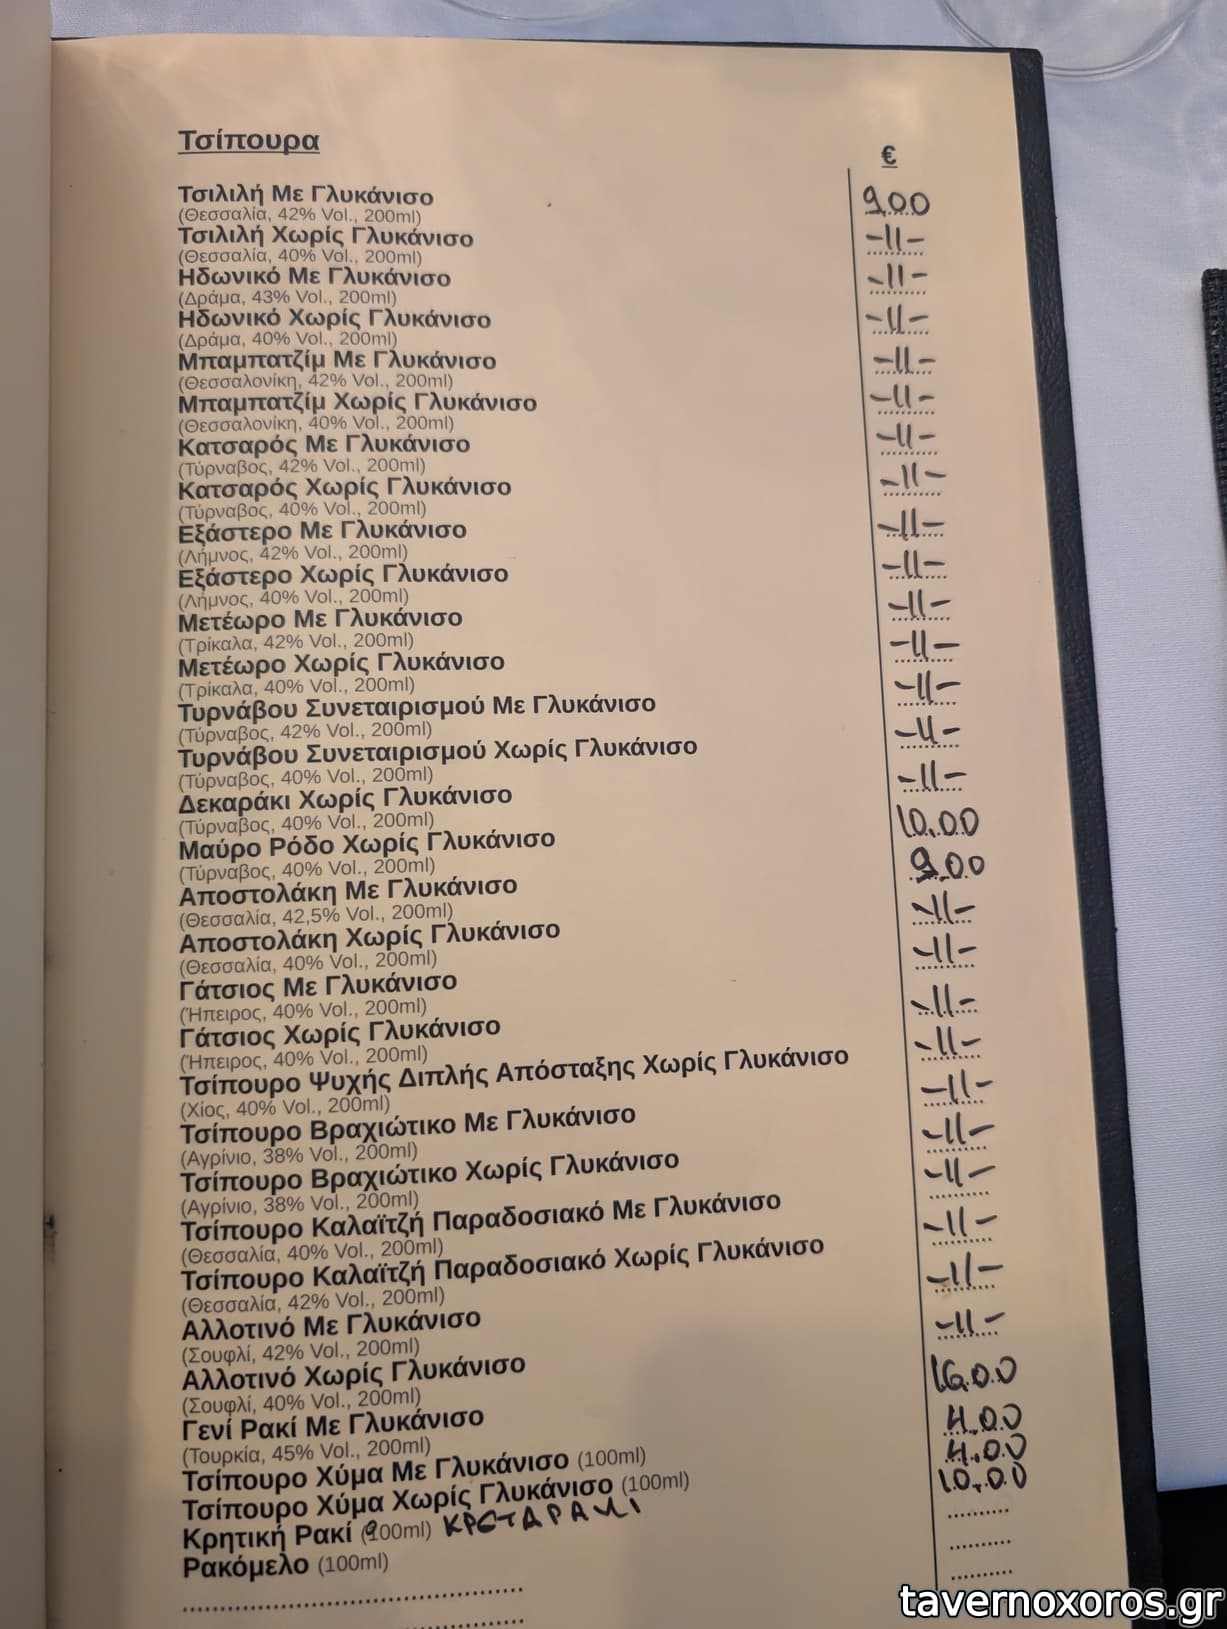 Τσίπουρα
€
Τσιλιλή Με Γλυκάνισο 9,00
(Θεσσαλία, 42% Vol., 200ml)
Τσιλιλή Χωρίς Γλυκάνισο -||-
(Θεσσαλία, 40% Vol., 200ml)
Ηδωνικό Με Γλυκάνισο -||-
(Δράμα, 43% Vol., 200ml)
Ηδωνικό Χωρίς Γλυκάνισο -||-
(Δράμα, 40% Vol., 200ml)
Μπαμπατζίμ Με Γλυκάνισο -||-
(Θεσσαλονίκη, 42% Vol., 200ml)
Μπαμπατζίμ Χωρίς Γλυκάνισο -||-
(Θεσσαλονίκη, 40% Vol., 200ml)
Κατσαρός Με Γλυκάνισο -||-
(Τύρναβος, 42% Vol., 200ml)
Κατσαρός Χωρίς Γλυκάνισο -||-
(Τύρναβος, 40% Vol., 200ml)
Εξάστερο Με Γλυκάνισο -||-
(Λήμνος, 42% Vol., 200ml)
Εξάστερο Χωρίς Γλυκάνισο -||-
(Λήμνος, 40% Vol., 200ml)
Μετέωρο Με Γλυκάνισο -||-
(Τρίκαλα, 42% Vol., 200ml)
Μετέωρο Χωρίς Γλυκάνισο -||-
(Τρίκαλα, 40% Vol., 200ml)
Τυρνάβου Συνεταιρισμού Με Γλυκάνισο -||-
(Τύρναβος, 42% Vol., 200ml)
Τυρνάβου Συνεταιρισμού Χωρίς Γλυκάνισο -||-
(Τύρναβος, 40% Vol., 200ml)
Δεκαράκι Χωρίς Γλυκάνισο -||-
(Τύρναβος, 40% Vol., 200ml)
Μαύρο Ρόδο Χωρίς Γλυκάνισο 10,00
(Τύρναβος, 40% Vol., 200ml)
Αποστολάκη Με Γλυκάνισο 9,00
(Θεσσαλία, 42,5% Vol., 200ml)
Αποστολάκη Χωρίς Γλυκάνισο -||-
(Θεσσαλία, 40% Vol., 200ml)
Γάτσιος Με Γλυκάνισο -||-
(Ήπειρος, 40% Vol., 200ml)
Γάτσιος Χωρίς Γλυκάνισο -||-
(Ήπειρος, 40% Vol., 200ml)
Τσίπουρο Ψυχής Διπλής Απόσταξης Χωρίς Γλυκάνισο -||-
(Χίος, 40% Vol., 200ml)
Τσίπουρο Βραχιώτικο Με Γλυκάνισο -||-
(Αγρίνιο, 38% Vol., 200ml)
Τσίπουρο Βραχιώτικο Χωρίς Γλυκάνισο -||-
(Αγρίνιο, 38% Vol., 200ml)
Τσίπουρο Καλαϊτζή Παραδοσιακό Με Γλυκάνισο -||-
(Θεσσαλία, 40% Vol., 200ml)
Τσίπουρο Καλαϊτζή Παραδοσιακό Χωρίς Γλυκάνισο -||-
(Θεσσαλία, 42% Vol., 200ml)
Αλλοτινό Με Γλυκάνισο -||-
(Σουφλί, 42% Vol., 200ml)
Αλλοτινό Χωρίς Γλυκάνισο -||-
(Σουφλί, 40% Vol., 200ml)
Γενί Ρακί Με Γλυκάνισο 16,00
(Τουρκία, 45% Vol., 200ml)
Τσίπουρο Χύμα Με Γλυκάνισο (100ml) 4,00
Τσίπουρο Χύμα Χωρίς Γλυκάνισο (100ml) 4,00
Κρητική Ρακί (200ml) ΚΡΕΤΑΡΑΚΙ 10,00
Ρακόμελο (100ml)
tavernoxoros.gr